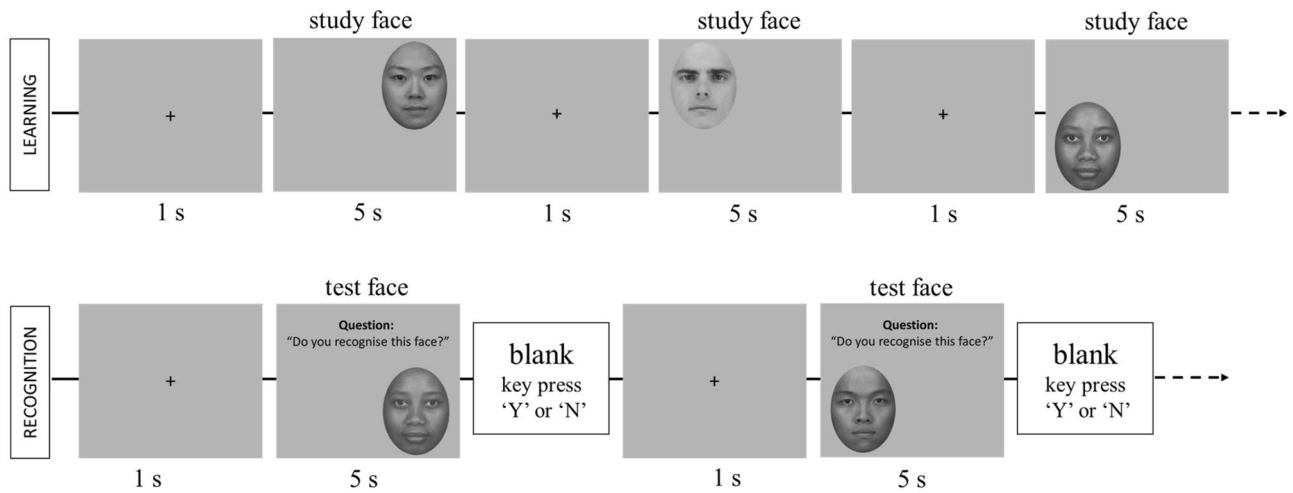 study face
study face
study face
LEARNING
+
+
+
1 s
5 s
1 s
5 s
1 s
5 s
test face
test face
RECOGNITION
+
Question:
“Do you recognise this face?”
blank
key press
‘Y’ or ‘N’
+
Question:
“Do you recognise this face?”
blank
key press
‘Y’ or ‘N’
1 s
5 s
1 s
5 s